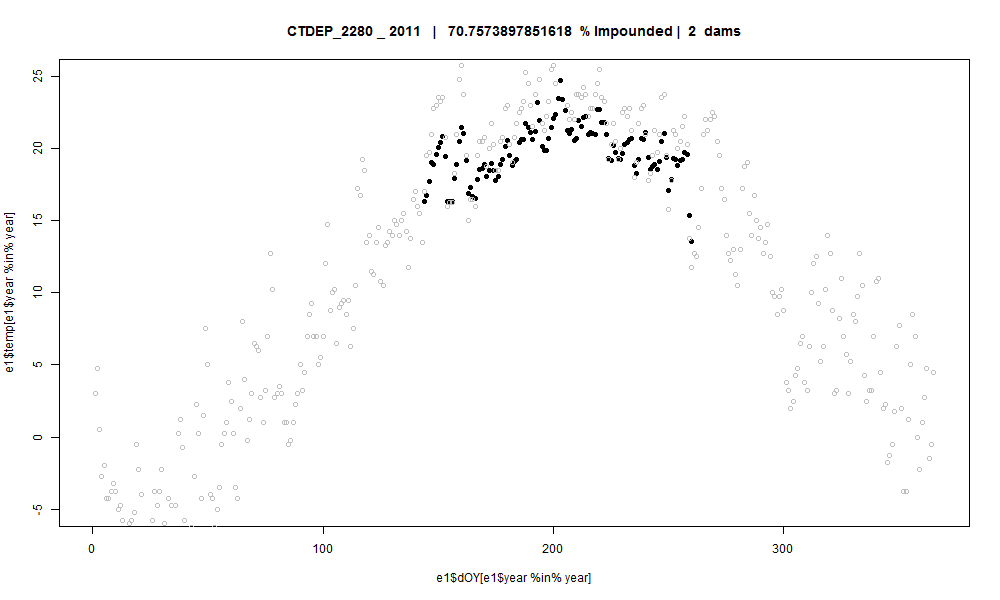 CTDEP_2280 _ 2011 | 70.7573897851618 % Impounded | 2 dams
e1$temp[e1$year %in% year]
25
20
15
10
5
0
-5
0 100 200 300
e1$dOY[e1$year %in% year]